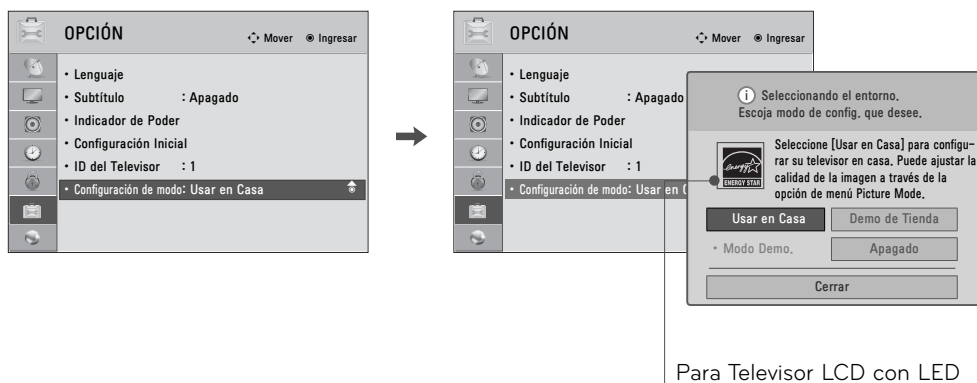 OPCIÓN
Mover ◉ Ingresar
• Lenguaje
• Subtítulo : Apagado
• Indicador de Poder
• Configuración Inicial
• ID del Televisor : 1
• Configuración de modo: Usar en Casa
OPCIÓN
Mover ◉ Ingresar
• Lenguaje
• Subtítulo : Apagado
• Indicador de Poder
• Configuración Inicial
• ID del Televisor : 1
• Configuración de modo: Usar en C
i Seleccionando el entorno.
Escoja modo de config. que desee.
energy
ENERGY STAR
Seleccione [Usar en Casa] para configu-
rar su televisor en casa. Puede ajustar la
calidad de la imagen a través de la
opción de menú Picture Mode.
Usar en Casa
Demo de Tienda
• Modo Demo.
Apagado
Cerrar
Para Televisor LCD con LED